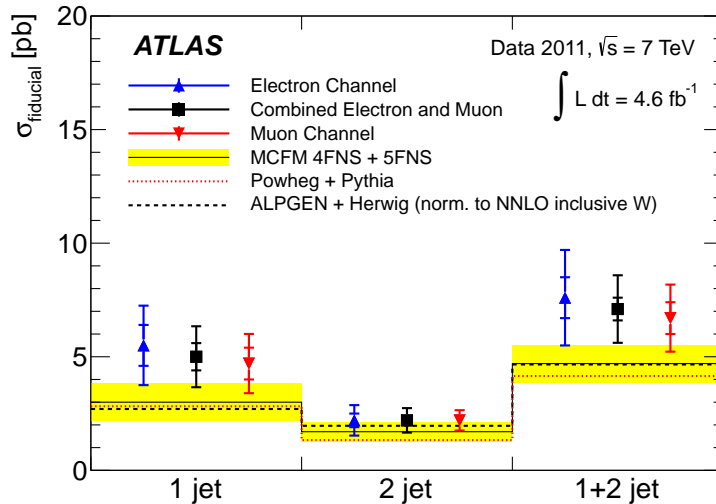 σfiducial [pb]
ATLAS
Data 2011, √s = 7 TeV
∫ L dt = 4.6 fb⁻¹
Electron Channel
Combined Electron and Muon
Muon Channel
MCFM 4FNS + 5FNS
Powheg + Pythia
ALPGEN + Herwig (norm. to NNLO inclusive W)
20
15
10
5
0
1 jet
2 jet
1+2 jet